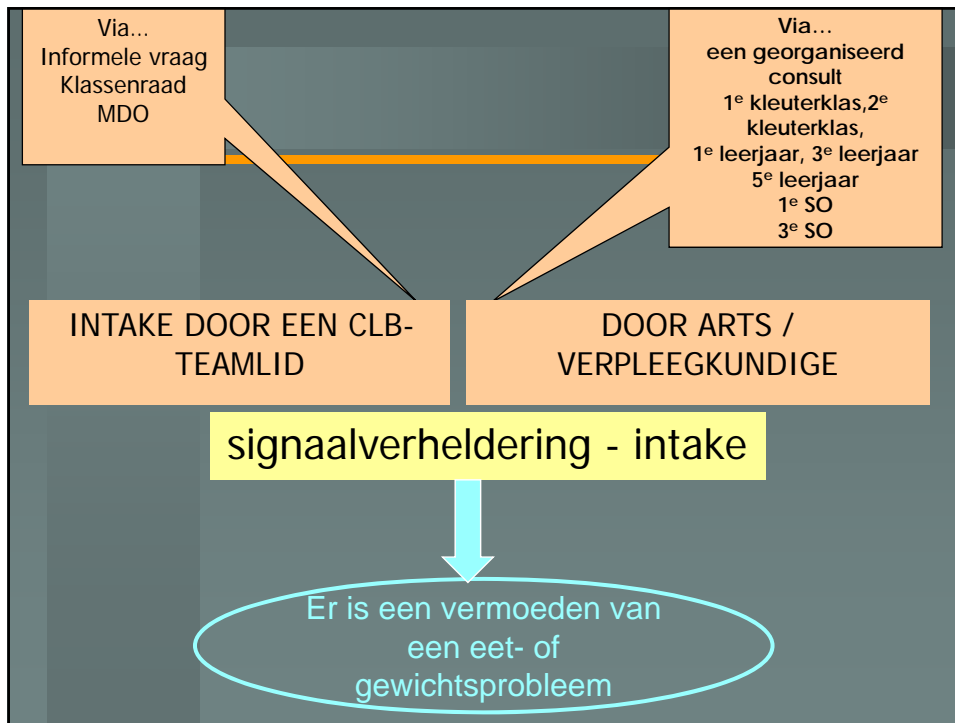 Via…
Informele vraag
Klassenraad
MDO
Via…
een georganiseerd
consult
1e kleuterklas,2e
kleuterklas,
1e leerjaar, 3e leerjaar
5e leerjaar
1e SO
3e SO
INTAKE DOOR EEN CLB-
TEAMLID
DOOR ARTS /
VERPLEEGKUNDIGE
signaalverheldering - intake
Er is een vermoeden van
een eet- of
gewichtsprobleem